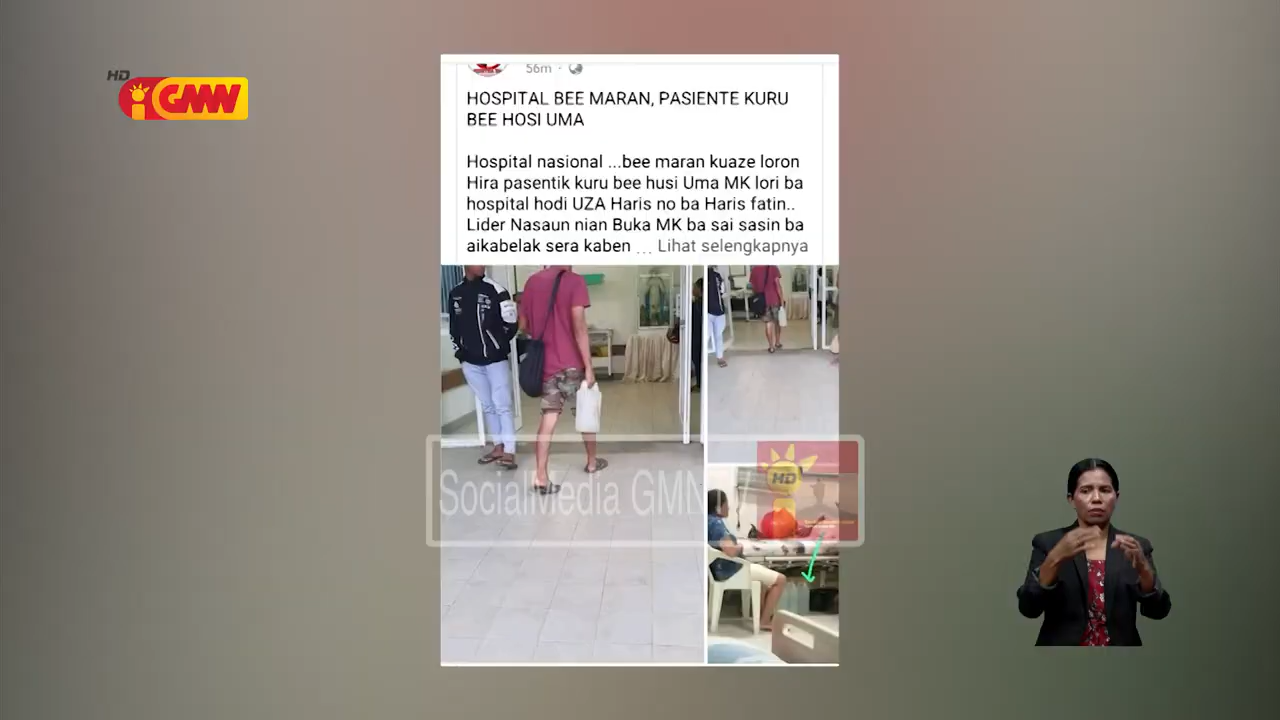 HD
GMN
56m
HOSPITAL BEE MARAN, PASIENTE KURU
BEE HOSI UMA
Hospital nasional ...bee maran kuaze loron
Hira pasentik kuru bee husi Uma MK lori ba
hospital hodi UZA Haris no ba Haris fatin..
Lider Nasaun nian Buka MK ba sai sasin ba
aikabelak sera kaben ... Lihat selengkapnya
SocialMedia GMN
HD